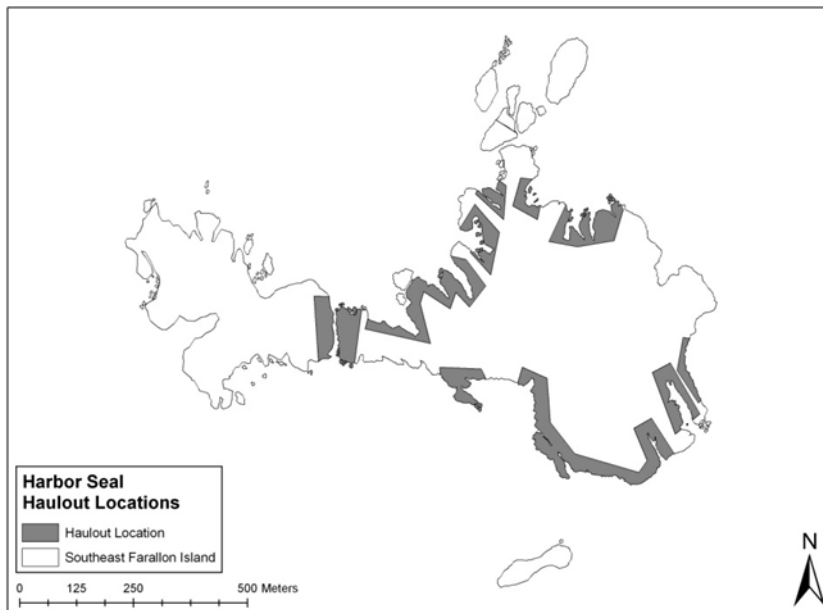 N
Harbor Seal
Haulout Locations
Haulout Location
Southeast Farallon Island
0 125 250 500 Meters